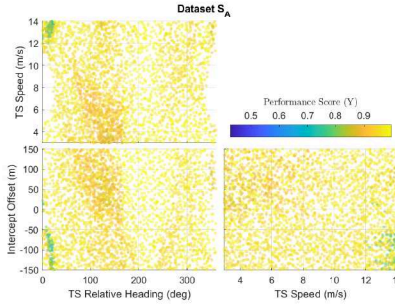 Dataset S_A
TS Speed (m/s)
14
12
10
8
6
4
Performance Score (Y)
0.5 0.6 0.7 0.8 0.9
Intercept Offset (m)
150
100
50
0
-50
-100
-150
0 100 200 300
TS Relative Heading (deg)
4 6 8 10 12 14
TS Speed (m/s)